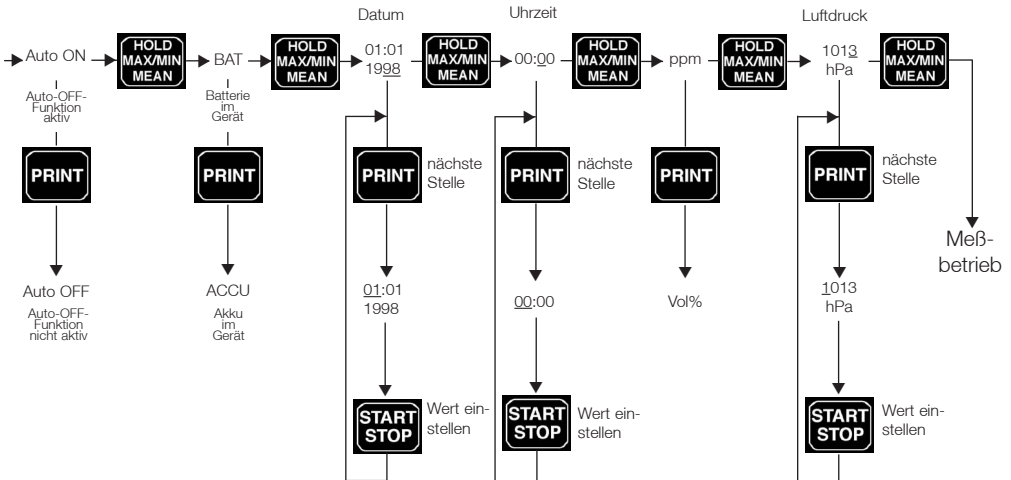 Datum
Uhrzeit
Luftdruck
Auto ON
HOLD
MAX/MIN
MEAN
BAT
HOLD
MAX/MIN
MEAN
01:01
1998
HOLD
MAX/MIN
MEAN
00:00
HOLD
MAX/MIN
MEAN
ppm
HOLD
MAX/MIN
MEAN
1013
hPa
HOLD
MAX/MIN
MEAN
Auto-OFF-
Funktion
aktiv
Batterie
im
Gerät
PRINT
PRINT
PRINT
nächste
Stelle
PRINT
nächste
Stelle
PRINT
PRINT
nächste
Stelle
Meß-
betrieb
Auto OFF
Auto-OFF-
Funktion
nicht aktiv
ACCU
Akku
im
Gerät
01:01
1998
00:00
Vol%
1013
hPa
START
STOP
Wert ein-
stellen
START
STOP
Wert ein-
stellen
START
STOP
Wert ein-
stellen